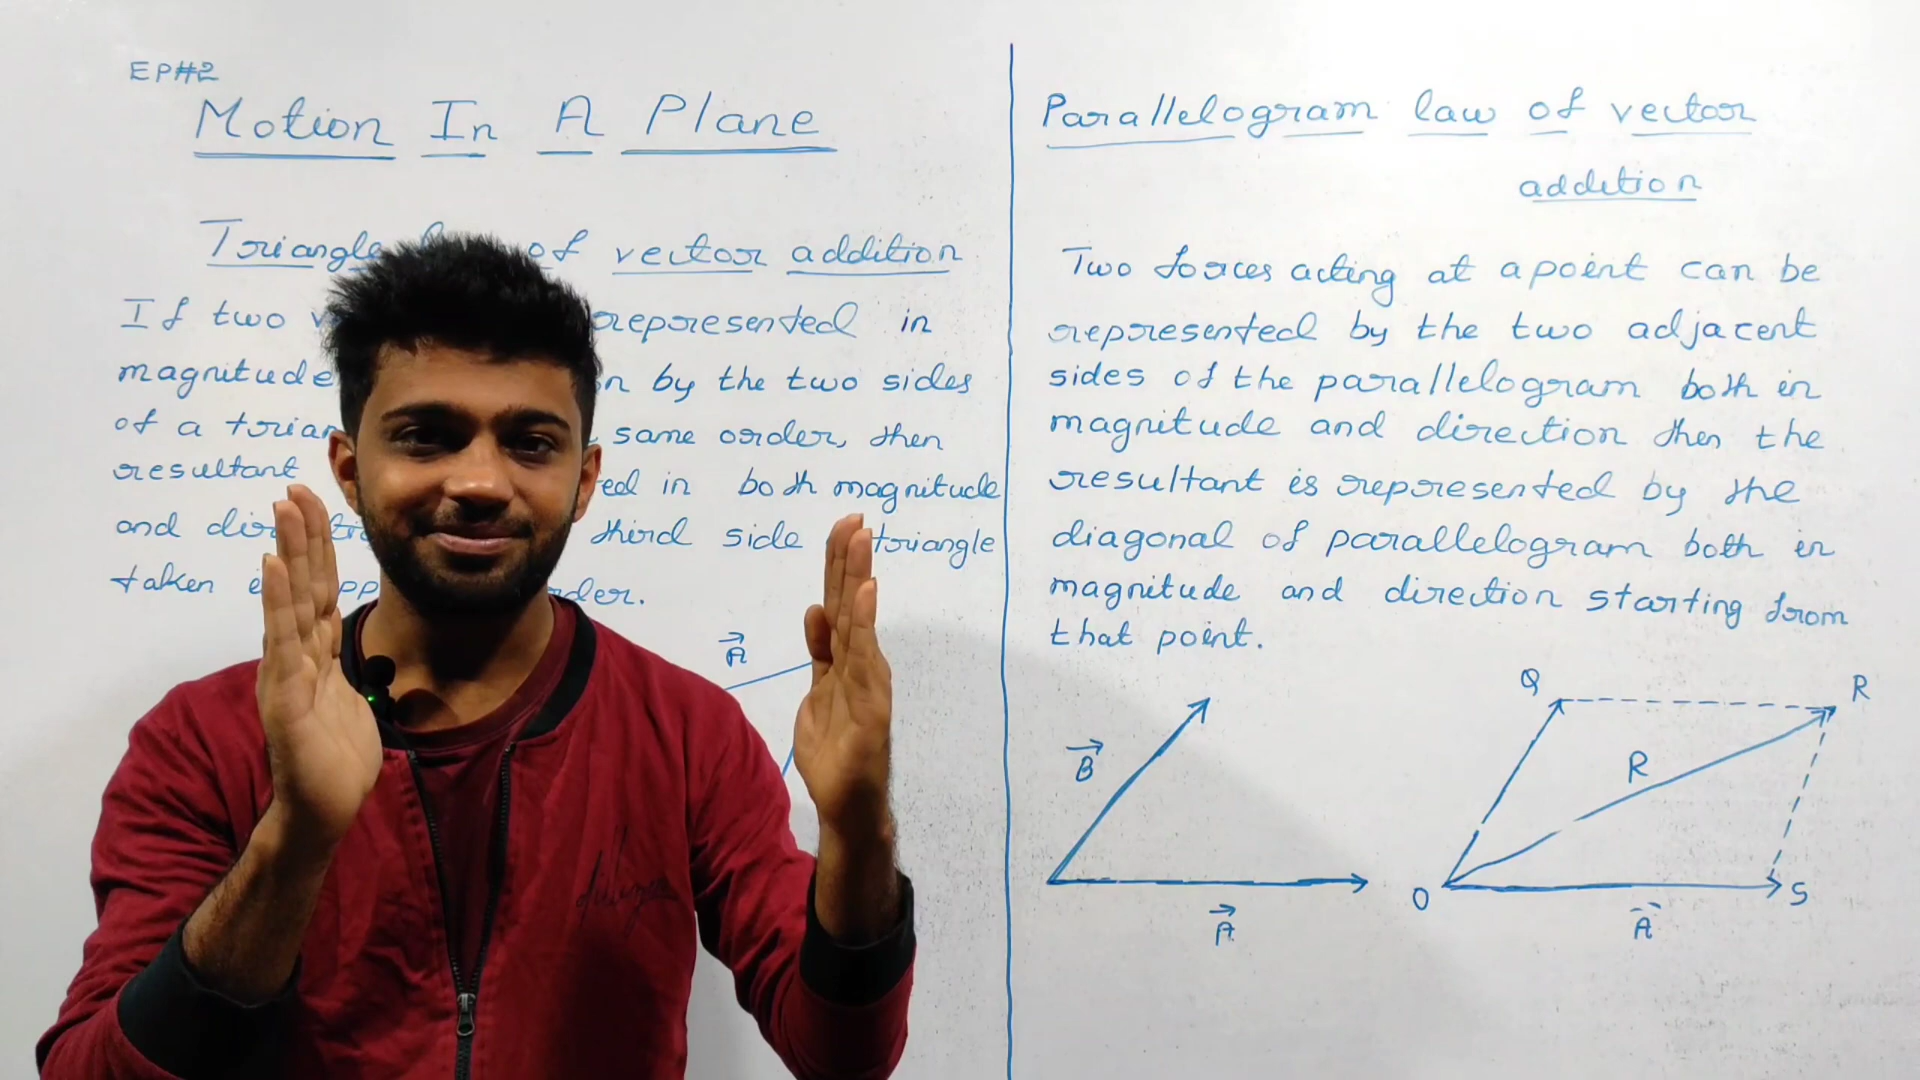 EP#2
Motion In A Plane
Triangle of vector addition
If two represented in
magnitude by the two sides
of a same order, then
resultant in both magnitude
and third side triangle
taken
A
Parallelogram law of vector
addition
Two forces acting at a point can be
represented by the two adjacent
sides of the parallelogram both in
magnitude and direction then the
resultant is represented by the
diagonal of parallelogram both in
magnitude and direction starting from
that point.
B
A
Q
R
R
O
S
A